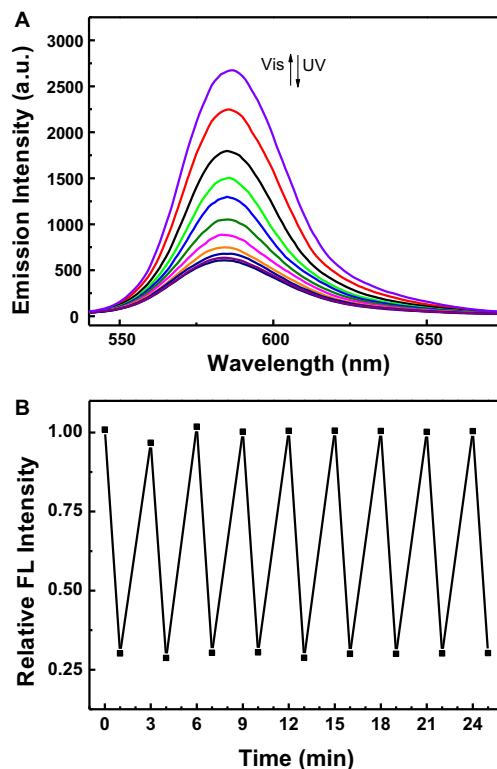 A
Emission Intensity (a.u.)
3000
2500
2000
1500
1000
500
0
Vis UV
550 600 650
Wavelength (nm)
B
Relative FL Intensity
1.00
0.75
0.50
0.25
0 3 6 9 12 15 18 21 24
Time (min)